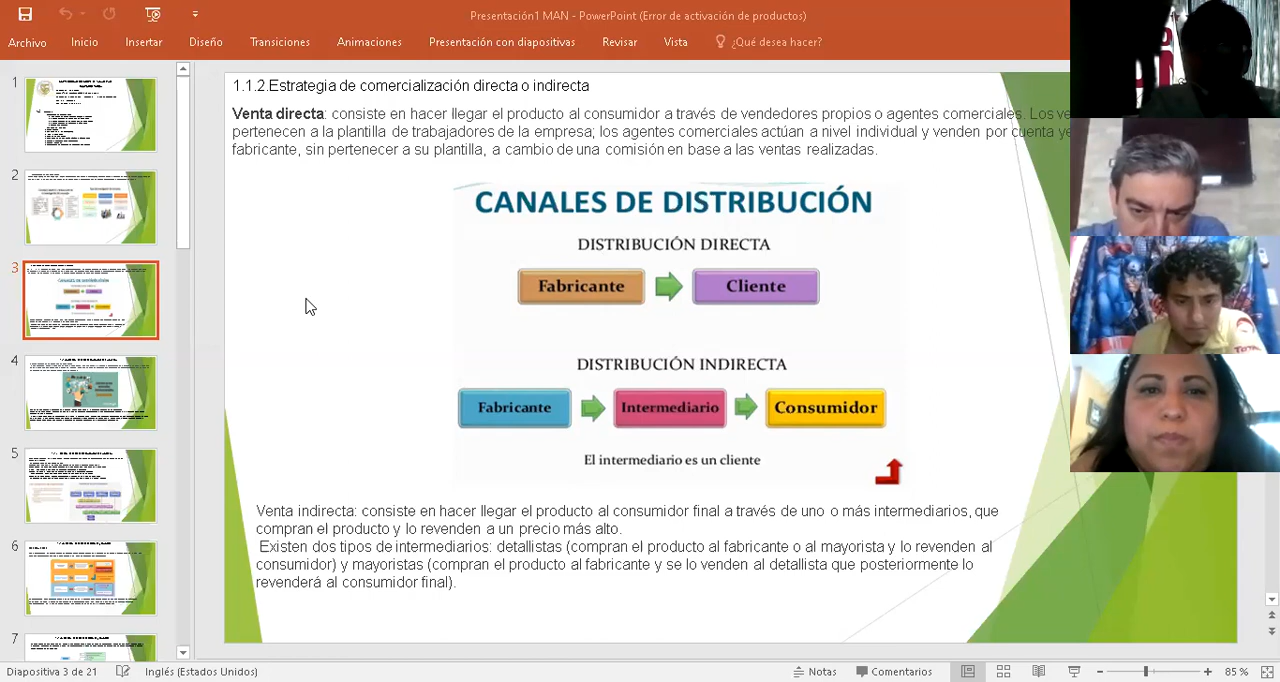 Presentación1 MAN - PowerPoint (Error de activación de productos)
Archivo Inicio Insertar Diseño Transiciones Animaciones Presentación con diapositivas Revisar Vista ¿Qué desea hacer?
1
2
3
4
5
6
7
1.1.2.Estrategia de comercialización directa o indirecta
Venta directa: consiste en hacer llegar el producto al consumidor a través de vendedores propios o agentes comerciales. Los ve
pertenecen a la plantilla de trabajadores de la empresa; los agentes comerciales actúan a nivel individual y venden por cuenta ye
fabricante, sin pertenecer a su plantilla, a cambio de una comisión en base a las ventas realizadas.
CANALES DE DISTRIBUCIÓN
DISTRIBUCIÓN DIRECTA
Fabricante Cliente
DISTRIBUCIÓN INDIRECTA
Fabricante Intermediario Consumidor
El intermediario es un cliente
Venta indirecta: consiste en hacer llegar el producto al consumidor final a través de uno o más intermediarios, que
compran el producto y lo revenden a un precio más alto.
Existen dos tipos de intermediarios: detallistas (compran el producto al fabricante o al mayorista y lo revenden al
consumidor) y mayoristas (compran el producto al fabricante y se lo venden al detallista que posteriormente lo
revenderá al consumidor final).
Diapositiva 3 de 21 Inglés (Estados Unidos) Notas Comentarios 85 %